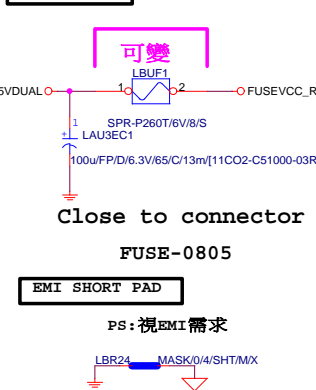 可變
LBUF1
5VDUAL 1 2 FUSEVCC_R
SPR-P260T/6V/8/S
1
+ LAU3EC1
100u/FP/D/6.3V/65/C/13m/[11CO2-C51000-03R
Close to connector
FUSE-0805
EMI SHORT PAD
PS:視EMI需求
LBR24 MASK/0/4/SHT/M/X